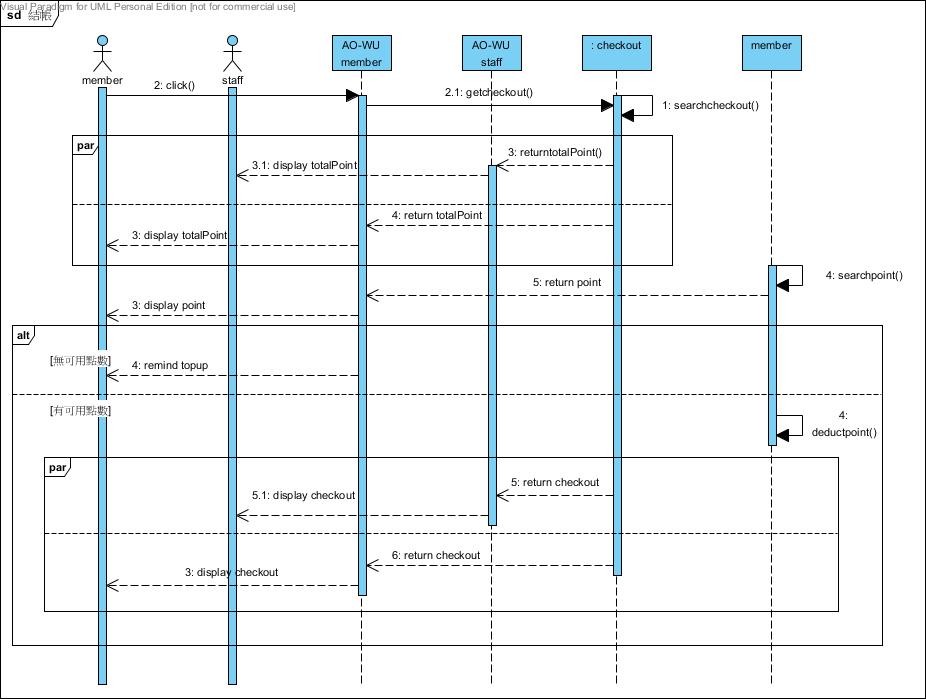 Visual Paradigm for UML Personal Edition [not for commercial use]
sd 結帳
member
staff
AO-WU
member
AO-WU
staff
: checkout
member
2: click()
2.1: getcheckout()
1: searchcheckout()
par
3: returntotalPoint()
3.1: display totalPoint
4: return totalPoint
3: display totalPoint
4: searchpoint()
5: return point
3: display point
alt
[無可用點數]
4: remind topup
[有可用點數]
4:
deductpoint()
par
5: return checkout
5.1: display checkout
6: return checkout
3: display checkout